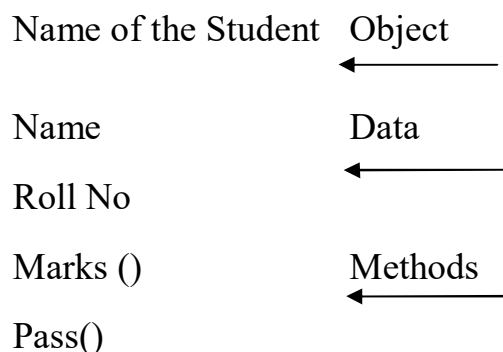 Name of the Student Object
Name Data
Roll No
Marks () Methods
Pass()